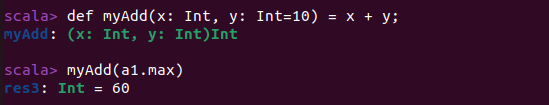 scala> def myAdd(x: Int, y: Int=10) = x + y;
myAdd: (x: Int, y: Int)Int
scala> myAdd(a1.max)
res3: Int = 60